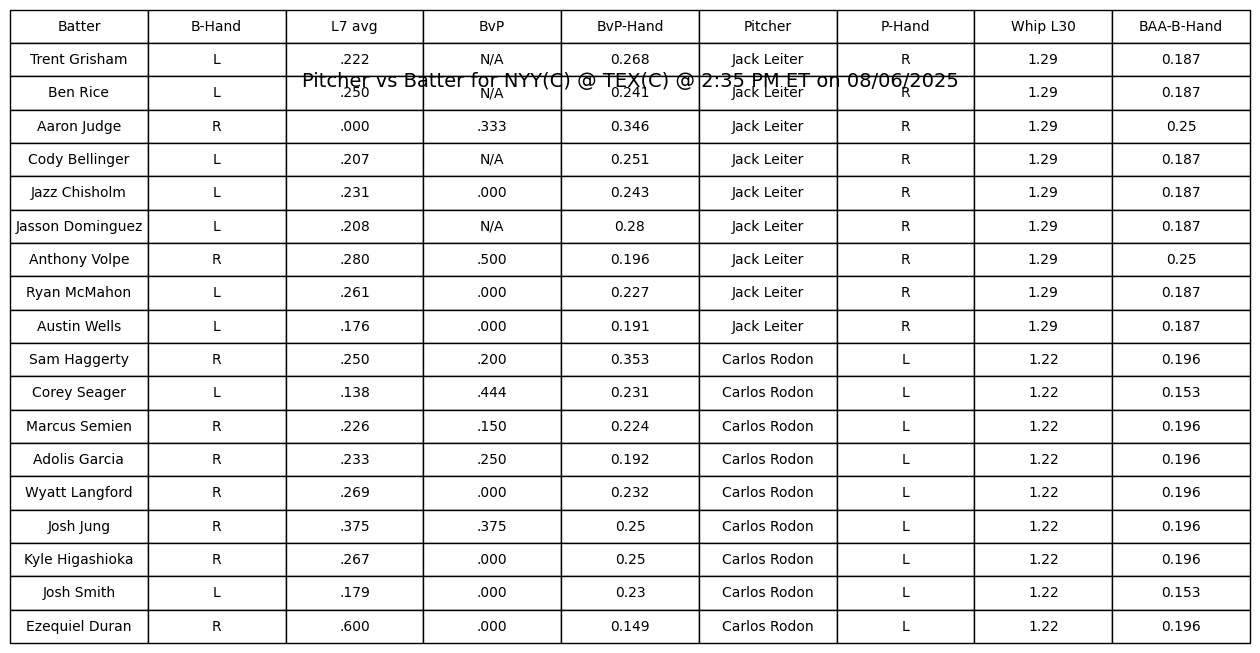 Batter B-Hand L7 avg BvP BvP-Hand Pitcher P-Hand Whip L30 BAA-B-Hand
Trent Grisham L .222 N/A 0.268 Jack Leiter R 1.29 0.187
Pitcher vs Batter for NYY(C) @ TEX(C) @ 2:35 PM ET on 08/06/2025
Ben Rice L .250 N/A 0.241 Jack Leiter R 1.29 0.187
Aaron Judge R .000 .333 0.346 Jack Leiter R 1.29 0.25
Cody Bellinger L .207 N/A 0.251 Jack Leiter R 1.29 0.187
Jazz Chisholm L .231 .000 0.243 Jack Leiter R 1.29 0.187
Jasson Dominguez L .208 N/A 0.28 Jack Leiter R 1.29 0.187
Anthony Volpe R .280 .500 0.196 Jack Leiter R 1.29 0.25
Ryan McMahon L .261 .000 0.227 Jack Leiter R 1.29 0.187
Austin Wells L .176 .000 0.191 Jack Leiter R 1.29 0.187
Sam Haggerty R .250 .200 0.353 Carlos Rodon L 1.22 0.196
Corey Seager L .138 .444 0.231 Carlos Rodon L 1.22 0.153
Marcus Semien R .226 .150 0.224 Carlos Rodon L 1.22 0.196
Adolis Garcia R .233 .250 0.192 Carlos Rodon L 1.22 0.196
Wyatt Langford R .269 .000 0.232 Carlos Rodon L 1.22 0.196
Josh Jung R .375 .375 0.25 Carlos Rodon L 1.22 0.196
Kyle Higashioka R .267 .000 0.25 Carlos Rodon L 1.22 0.196
Josh Smith L .179 .000 0.23 Carlos Rodon L 1.22 0.153
Ezequiel Duran R .600 .000 0.149 Carlos Rodon L 1.22 0.196